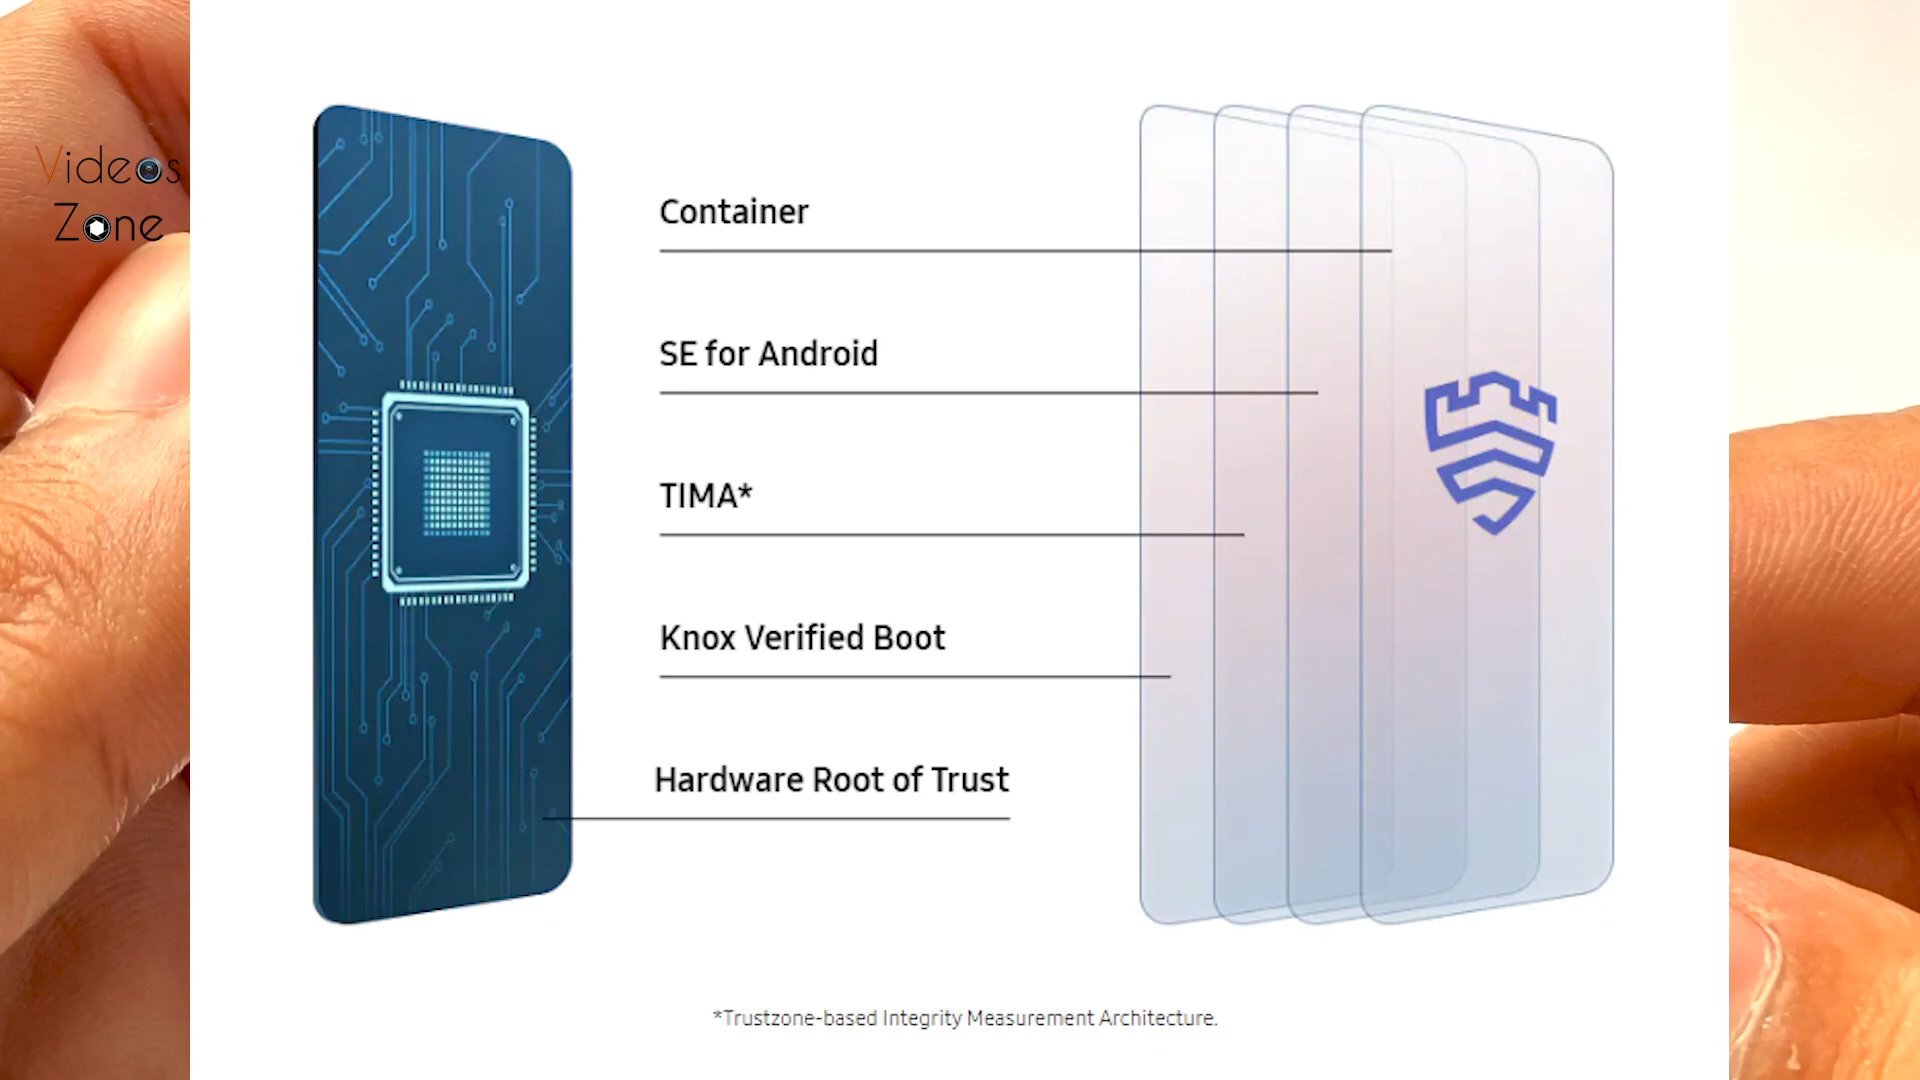 Videos
Zone
Container
SE for Android
TIMA*
Knox Verified Boot
Hardware Root of Trust
*Trustzone-based Integrity Measurement Architecture.